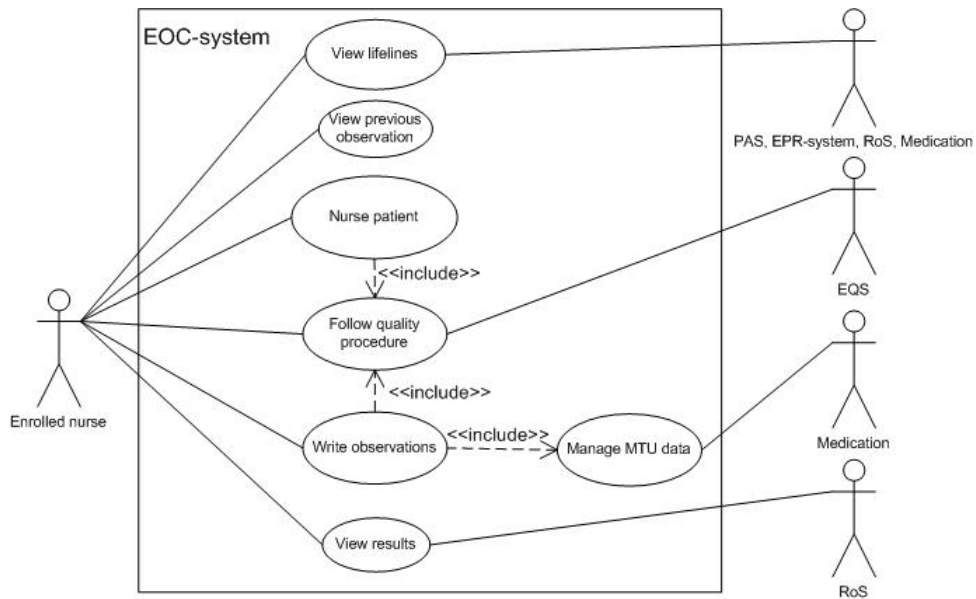 EOC-system
View lifelines
PAS, EPR-system, RoS, Medication
View previous
observation
Nurse patient
<<include>>
EQS
Follow quality
procedure
<<include>>
Enrolled nurse
Write observations
<<include>>
Manage MTU data
Medication
View results
RoS